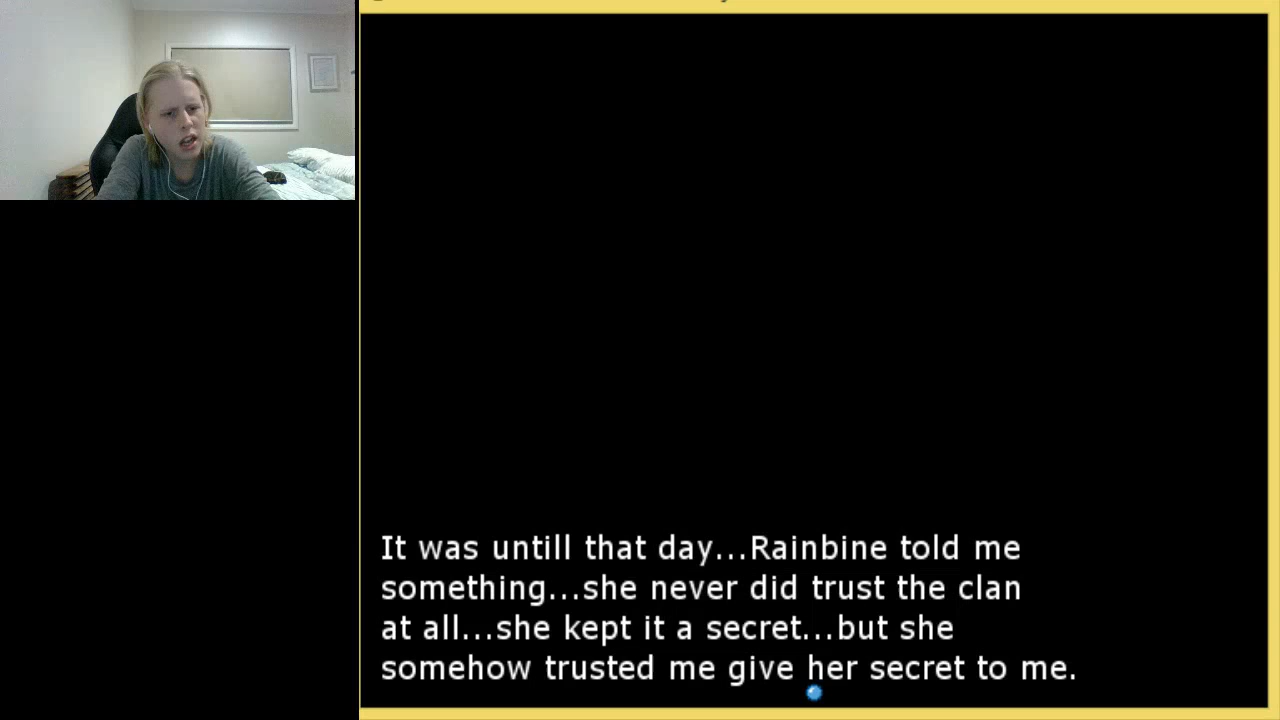 It was untill that day...Rainbine told me
something...she never did trust the clan
at all...she kept it a secret...but she
somehow trusted me give her secret to me.